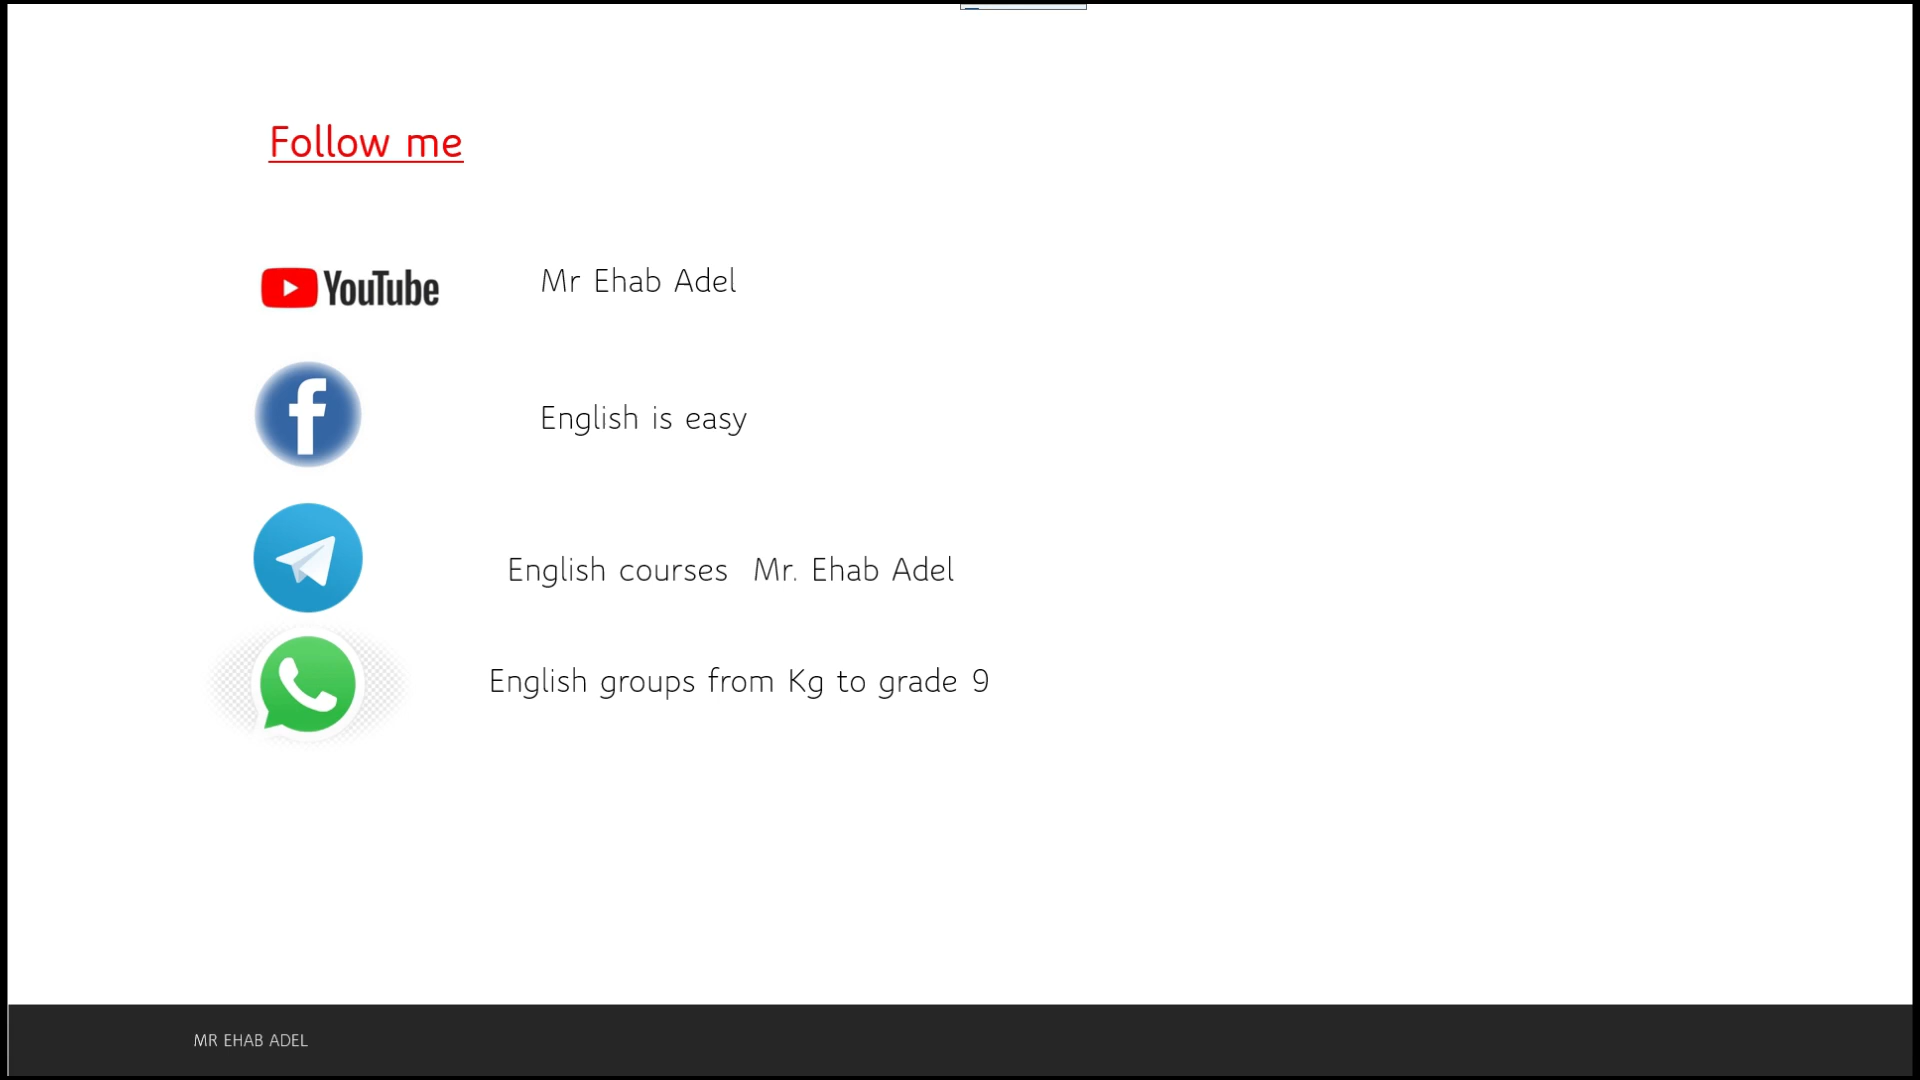 Follow me
YouTube Mr Ehab Adel
English is easy
English courses Mr. Ehab Adel
English groups from Kg to grade 9
MR EHAB ADEL